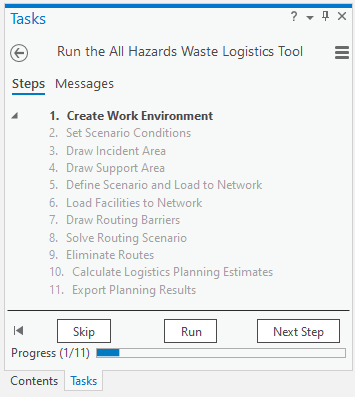 Tasks
?
Run the All Hazards Waste Logistics Tool
Steps Messages
1. Create Work Environment
2. Set Scenario Conditions
3. Draw Incident Area
4. Draw Support Area
5. Define Scenario and Load to Network
6. Load Facilities to Network
7. Draw Routing Barriers
8. Solve Routing Scenario
9. Eliminate Routes
10. Calculate Logistics Planning Estimates
11. Export Planning Results
Skip Run Next Step
Progress (1/11)
Contents Tasks